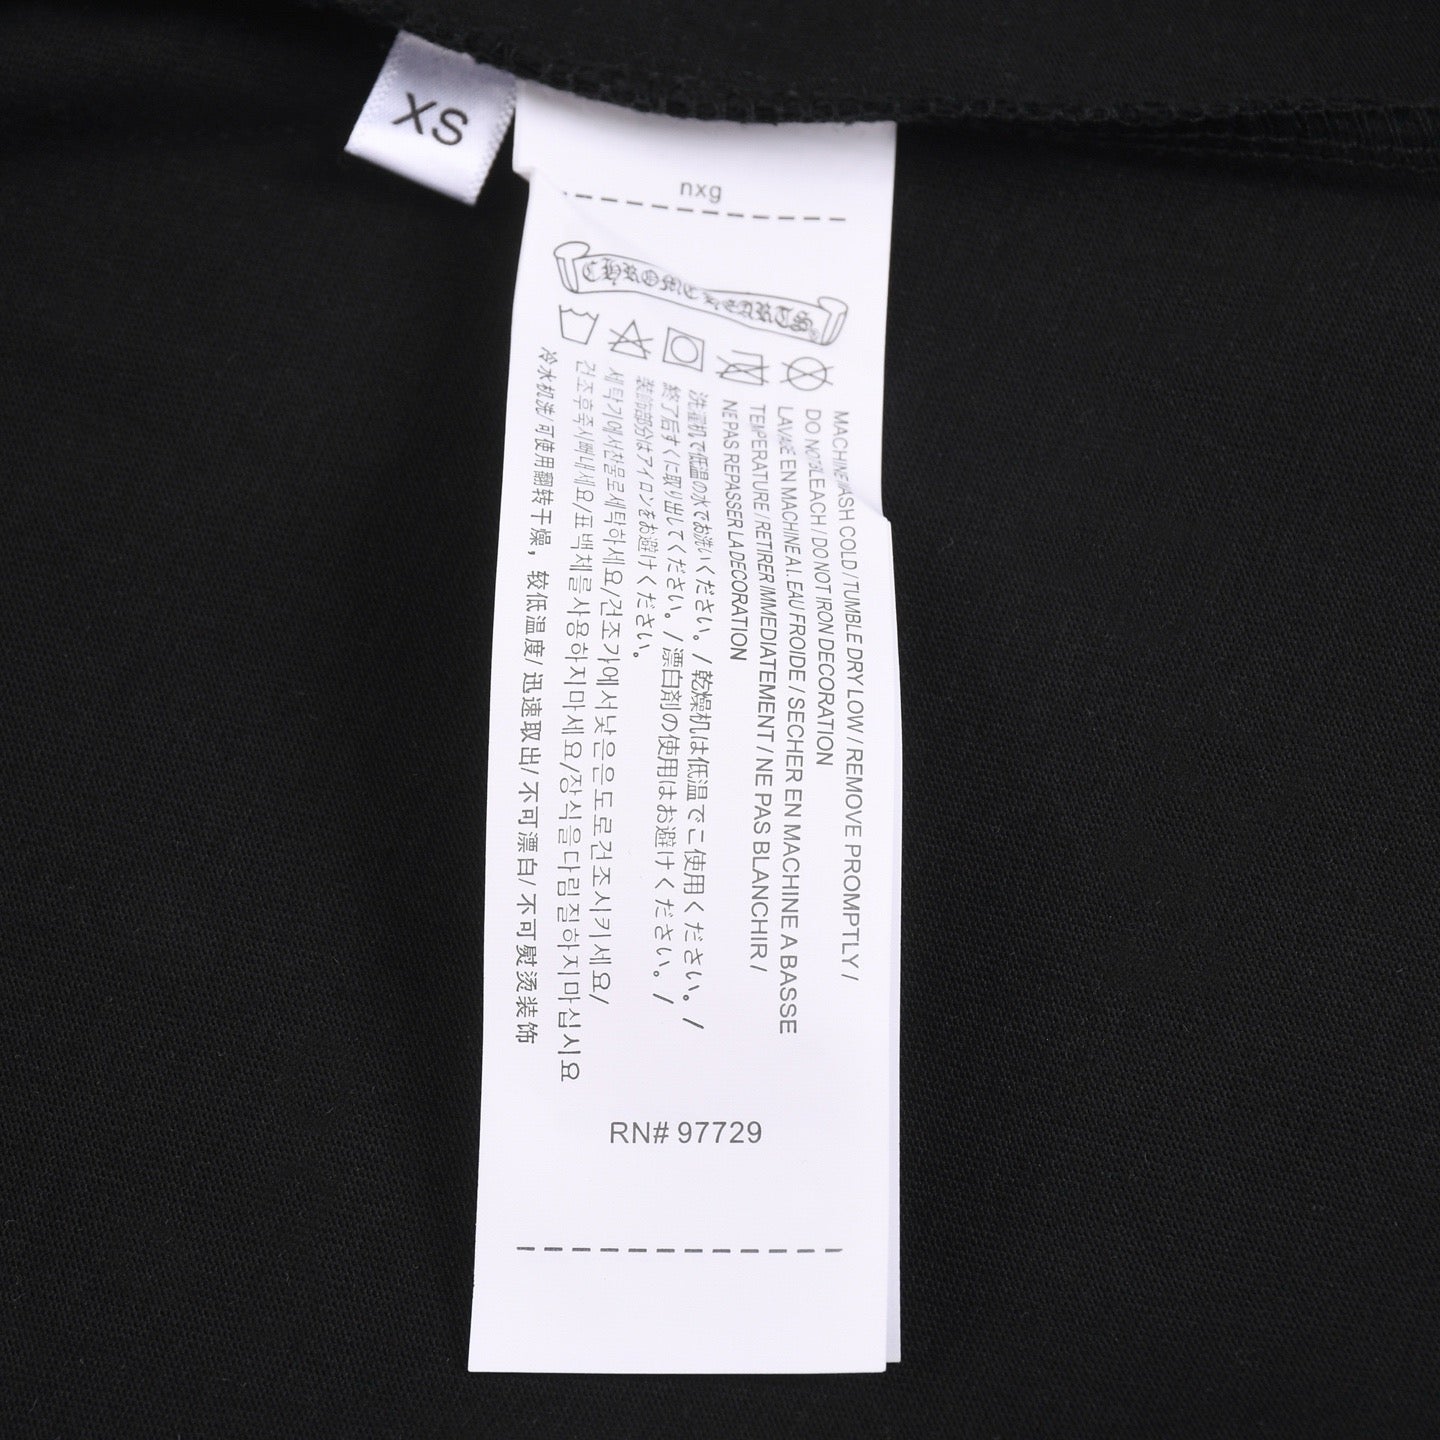 XS
nxg
CHROME HEARTS
MACHINE WASH COLD / TUMBLE DRY LOW / REMOVE PROMPTLY /
DO NOT BLEACH / DO NOT IRON DECORATION
LAVAGE EN MACHINE A I. EAU FROIDE / SECHER EN MACHINE A BASSE
TEMPERATURE / RETIRER IMMEDIATEMENT / NE PAS BLANCHIR /
NE PAS REPASSER LA DECORATION
洗濯机で低温の水でお洗いください。/ 乾燥机は低温でご使用ください。/
終了后すくに取り出してください。/ 漂白剤の使用はお避けください。/
装飾部分はアイロンをお避けください。
세탁기에서찬물로세탁하세요/건조기에서낮은온도로건조시키세요/
건조후즉시빼내세요/표백제를사용하지마세요/장식을다림질하지마십시요
冷水机洗/可使用翻转干燥，较低温度/迅速取出/不可漂白/不可熨烫装饰
RN# 97729